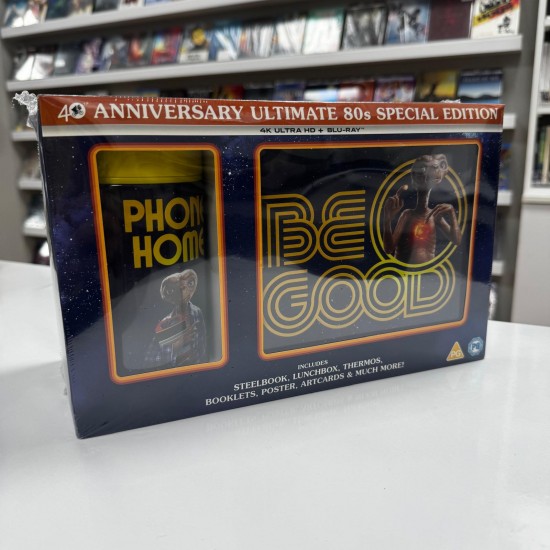 40 ANNIVERSARY ULTIMATE 80s SPECIAL EDITION
4K ULTRA HD + BLU-RAY™
PHONE
HOME
BE
GOOD
INCLUDES
STEELBOOK, LUNCHBOX, THERMOS,
BOOKLETS, POSTER, ARTCARDS & MUCH MORE!
PG